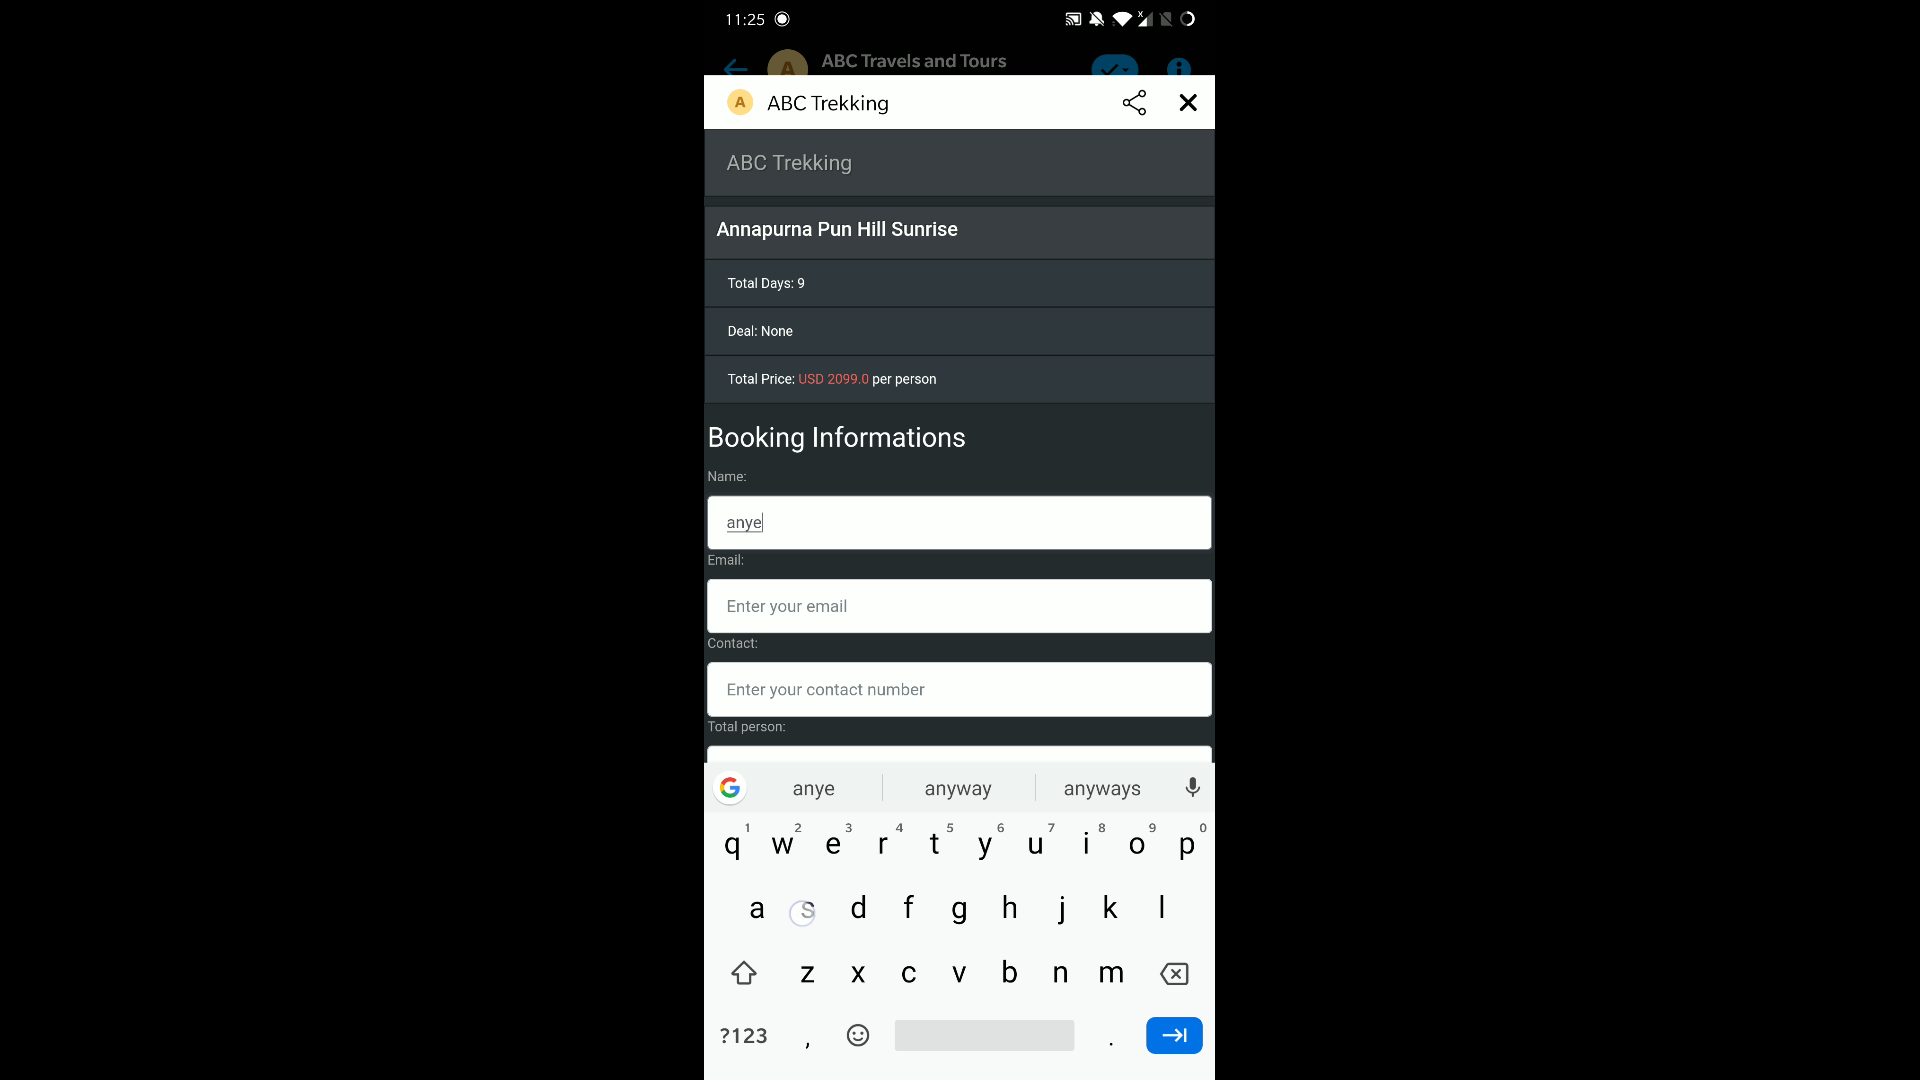 11:25
A ABC Travels and Tours
A ABC Trekking
ABC Trekking
Annapurna Pun Hill Sunrise
Total Days: 9
Deal: None
Total Price: USD 2099.0 per person
Booking Informations
Name:
anye
Email:
Enter your email
Contact:
Enter your contact number
Total person:
G anye anyway anyways
1 2 3 4 5 6 7 8 9 0
q w e r t y u i o p
a s d f g h j k l
z x c v b n m
?123 , .